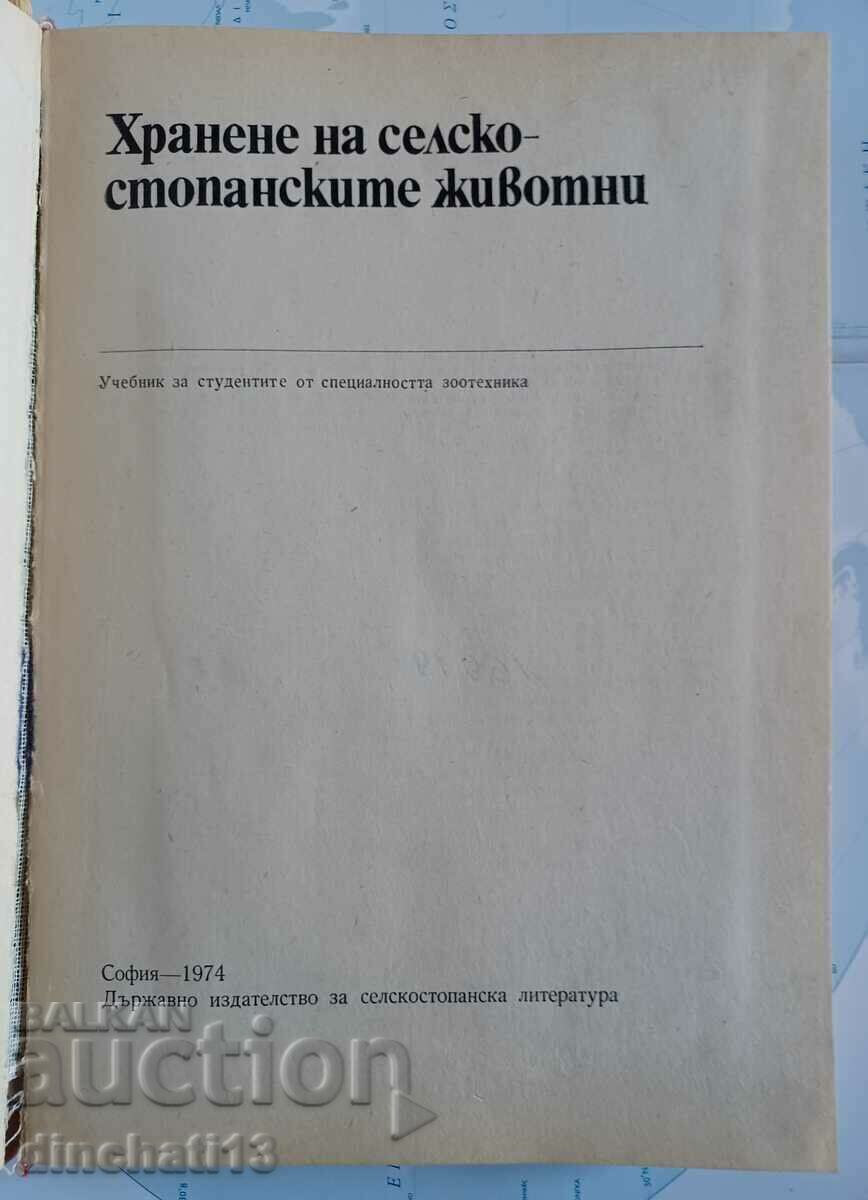 Хранене на селско-
стопанските животни
Учебник за студентите от специалността зоотехника
София—1974
Държавно издателство за селскостопанска литература
BALKAN
auction
dinchati13